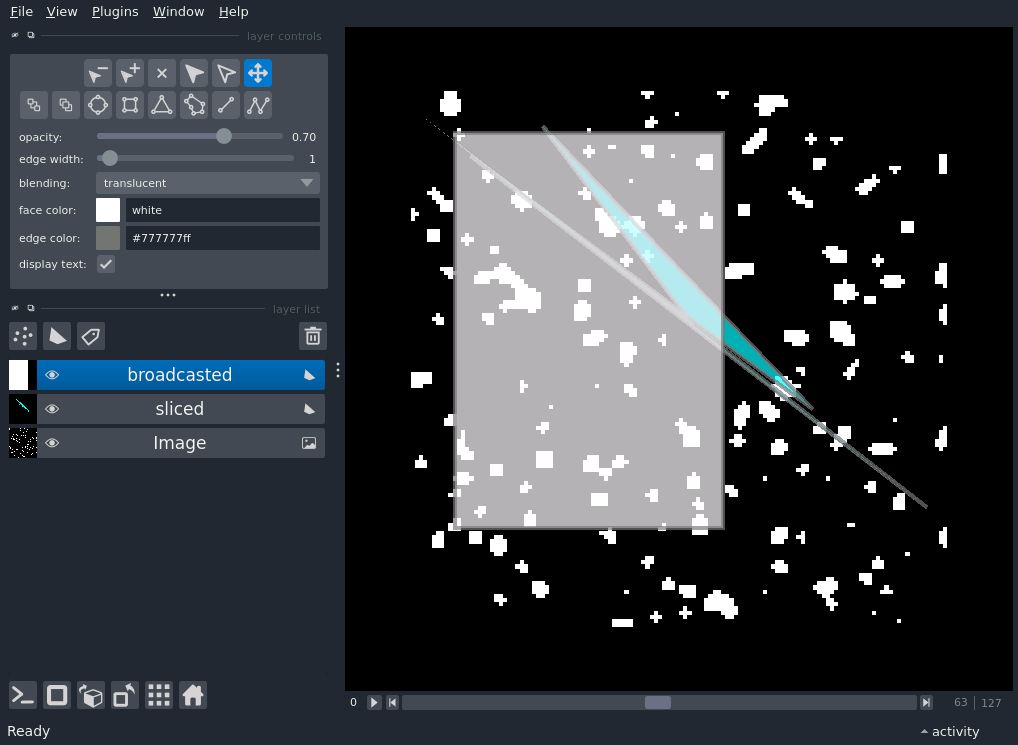 File View Plugins Window Help
layer controls
opacity: 0.70
edge width: 1
blending: translucent
face color: white
edge color: #777777ff
display text:
layer list
broadcasted
sliced
Image
0 63 127
Ready activity